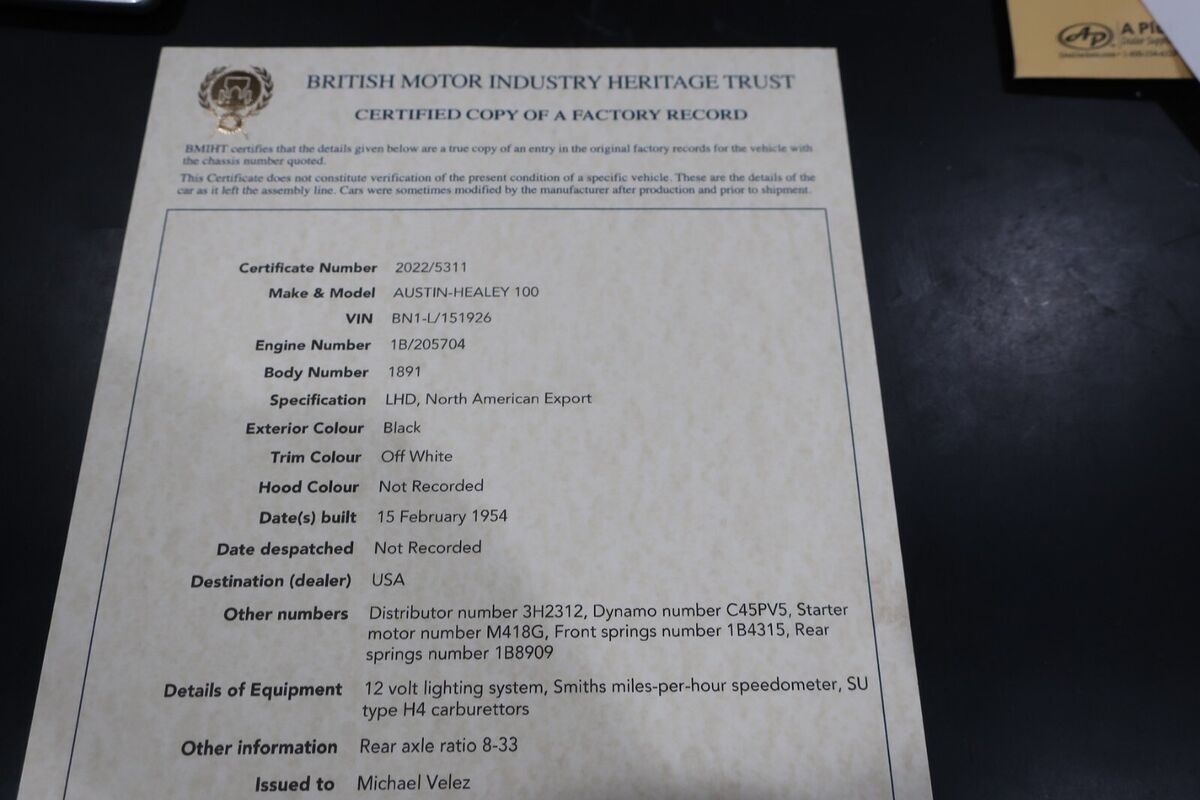 BRITISH MOTOR INDUSTRY HERITAGE TRUST
CERTIFIED COPY OF A FACTORY RECORD
BMIHT certifies that the details given below are a true copy of an entry in the original factory records for the vehicle with
the chassis number quoted.
This Certificate does not constitute verification of the present condition of a specific vehicle. These are the details of the
car as it left the assembly line. Cars were sometimes modified by the manufacturer after production and prior to shipment.
Certificate Number 2022/5311
Make & Model AUSTIN-HEALEY 100
VIN BN1-L/151926
Engine Number 1B/205704
Body Number 1891
Specification LHD, North American Export
Exterior Colour Black
Trim Colour Off White
Hood Colour Not Recorded
Date(s) built 15 February 1954
Date despatched Not Recorded
Destination (dealer) USA
Other numbers Distributor number 3H2312, Dynamo number C45PV5, Starter
motor number M418G, Front springs number 1B4315, Rear
springs number 1B8909
Details of Equipment 12 volt lighting system, Smiths miles-per-hour speedometer, SU
type H4 carburettors
Other information Rear axle ratio 8-33
Issued to Michael Velez
AP
A